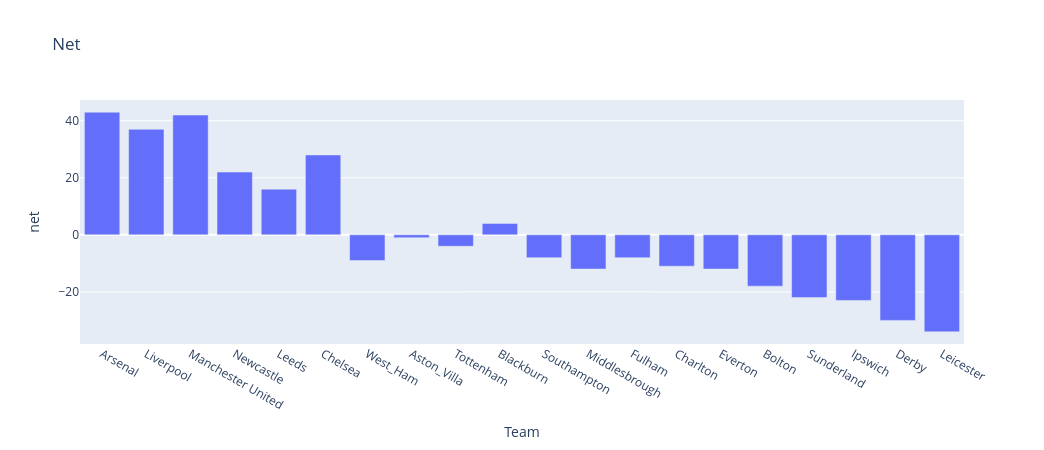 Net
net
40
20
0
−20
Arsenal
Liverpool
Manchester United
Newcastle
Leeds
Chelsea
West_Ham
Aston_Villa
Tottenham
Blackburn
Southampton
Middlesbrough
Fulham
Charlton
Everton
Bolton
Sunderland
Ipswich
Derby
Leicester
Team